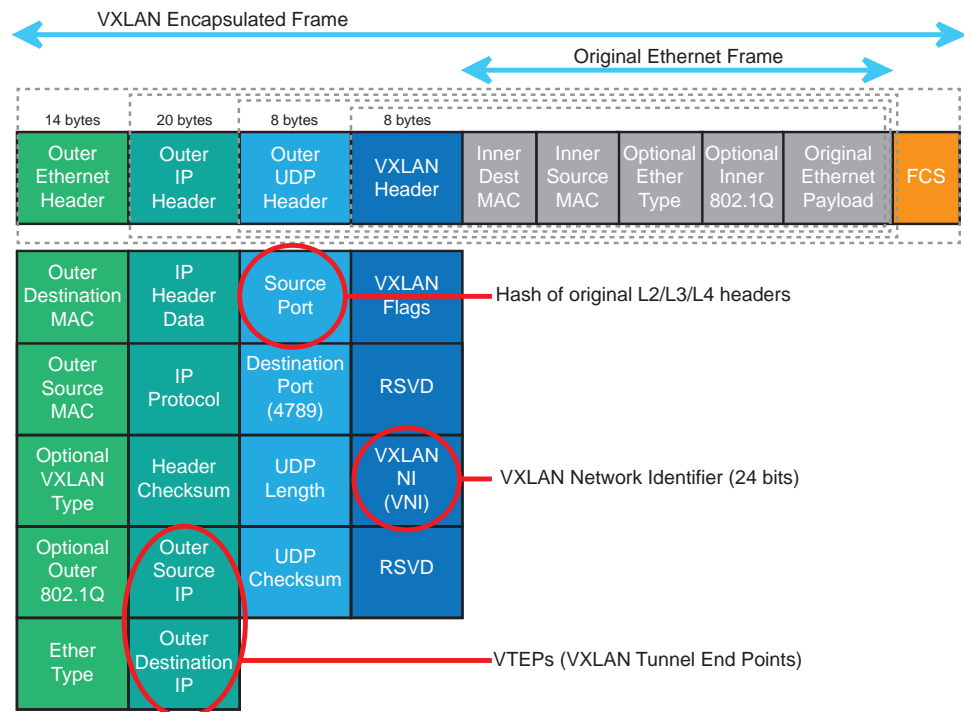 VXLAN Encapsulated Frame
Original Ethernet Frame
14 bytes
20 bytes
8 bytes
8 bytes
Outer
Ethernet
Header
Outer
IP
Header
Outer
UDP
Header
VXLAN
Header
Inner
Dest
MAC
Inner
Source
MAC
Optional
Ether
Type
Optional
Inner
802.1Q
Original
Ethernet
Payload
FCS
Outer
Destination
MAC
IP
Header
Data
Source
Port
VXLAN
Flags
Hash of original L2/L3/L4 headers
Outer
Source
MAC
IP
Protocol
Destination
Port
(4789)
RSVD
Optional
VXLAN
Type
Header
Checksum
UDP
Length
VXLAN
NI
(VNI)
VXLAN Network Identifier (24 bits)
Optional
Outer
802.1Q
Outer
Source
IP
UDP
Checksum
RSVD
Ether
Type
Outer
Destination
IP
VTEPs (VXLAN Tunnel End Points)